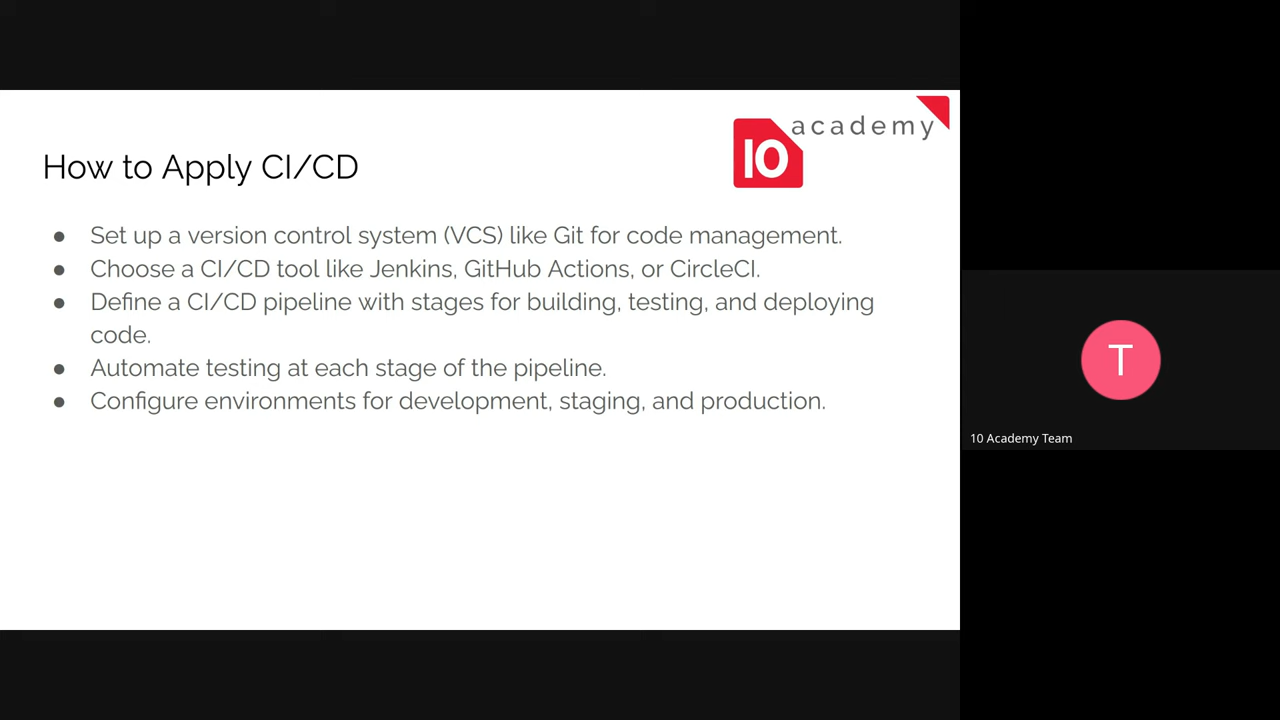 10 academy
How to Apply CI/CD
● Set up a version control system (VCS) like Git for code management.
● Choose a CI/CD tool like Jenkins, GitHub Actions, or CircleCI.
● Define a CI/CD pipeline with stages for building, testing, and deploying
code.
● Automate testing at each stage of the pipeline.
● Configure environments for development, staging, and production.
T
10 Academy Team